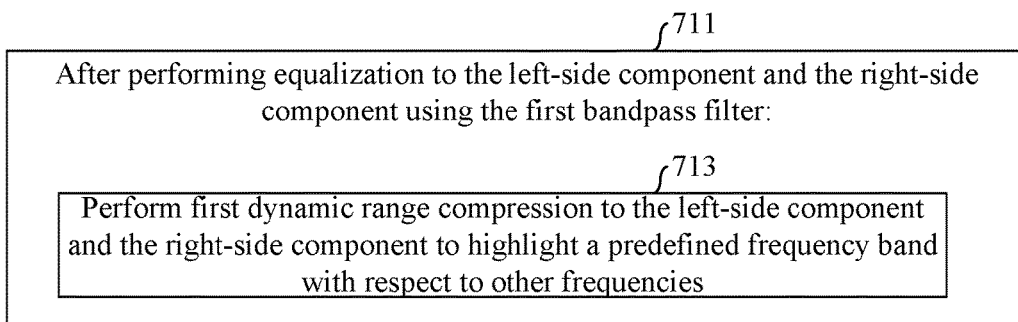 711
After performing equalization to the left-side component and the right-side
component using the first bandpass filter:
713
Perform first dynamic range compression to the left-side component
and the right-side component to highlight a predefined frequency band
with respect to other frequencies